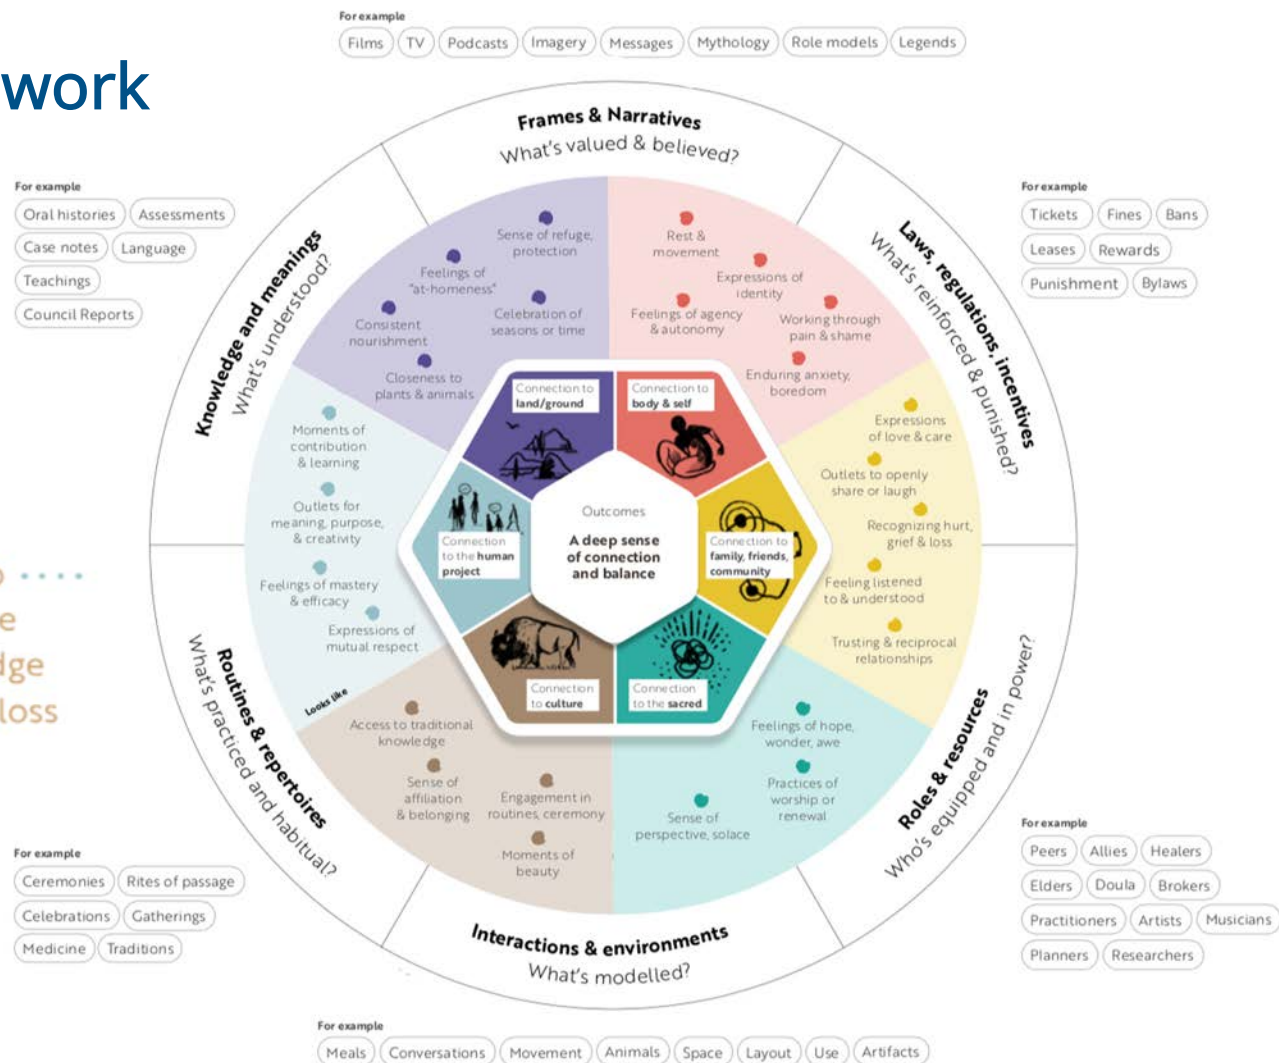 work
For example
Films
TV
Podcasts
Imagery
Messages
Mythology
Role models
Legends
Frames & Narratives
What's valued & believed?
For example
Oral histories
Assessments
Case notes
Language
Teachings
Council Reports
Knowledge and meanings
What's understood?
For example
Tickets
Fines
Bans
Leases
Rewards
Punishment
Bylaws
Laws, regulations, incentives
What's reinforced & punished?
Sense of refuge,
protection
Feelings of
"at-homeness"
Celebration of
seasons or time
Consistent
nourishment
Closeness to
plants & animals
Rest &
movement
Expressions of
identity
Feelings of agency
& autonomy
Working through
pain & shame
Enduring anxiety,
boredom
Moments of
contribution
& learning
Outlets for
meaning, purpose,
& creativity
Feelings of mastery
& efficacy
Expressions of
mutual respect
Connection to
land/ground
Connection to
body & self
Connection
to the human
project
Outcomes
A deep sense
of connection
and balance
Connection to
family, friends,
community
Connection
to culture
Connection
to the sacred
Expressions
of love & care
Outlets to openly
share or laugh
Recognizing hurt,
grief & loss
Feeling listened
to & understood
Trusting & reciprocal
relationships
e
dge
loss
Looks like
Access to traditional
knowledge
Sense of
affiliation
& belonging
Engagement in
routines, ceremony
Moments of
beauty
Feelings of hope,
wonder, awe
Practices of
worship or
renewal
Sense of
perspective, solace
Routines & repertoires
What's practiced and habitual?
Roles & resources
Who's equipped and in power?
For example
Ceremonies
Rites of passage
Celebrations
Gatherings
Medicine
Traditions
For example
Peers
Allies
Healers
Elders
Doula
Brokers
Practitioners
Artists
Musicians
Planners
Researchers
Interactions & environments
What's modelled?
For example
Meals
Conversations
Movement
Animals
Space
Layout
Use
Artifacts